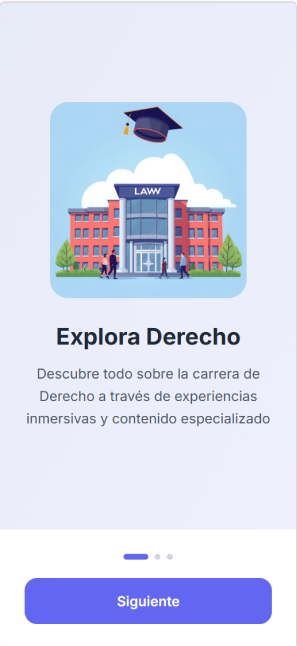 LAW
Explora Derecho
Descubre todo sobre la carrera de
Derecho a través de experiencias
inmersivas y contenido especializado
Siguiente